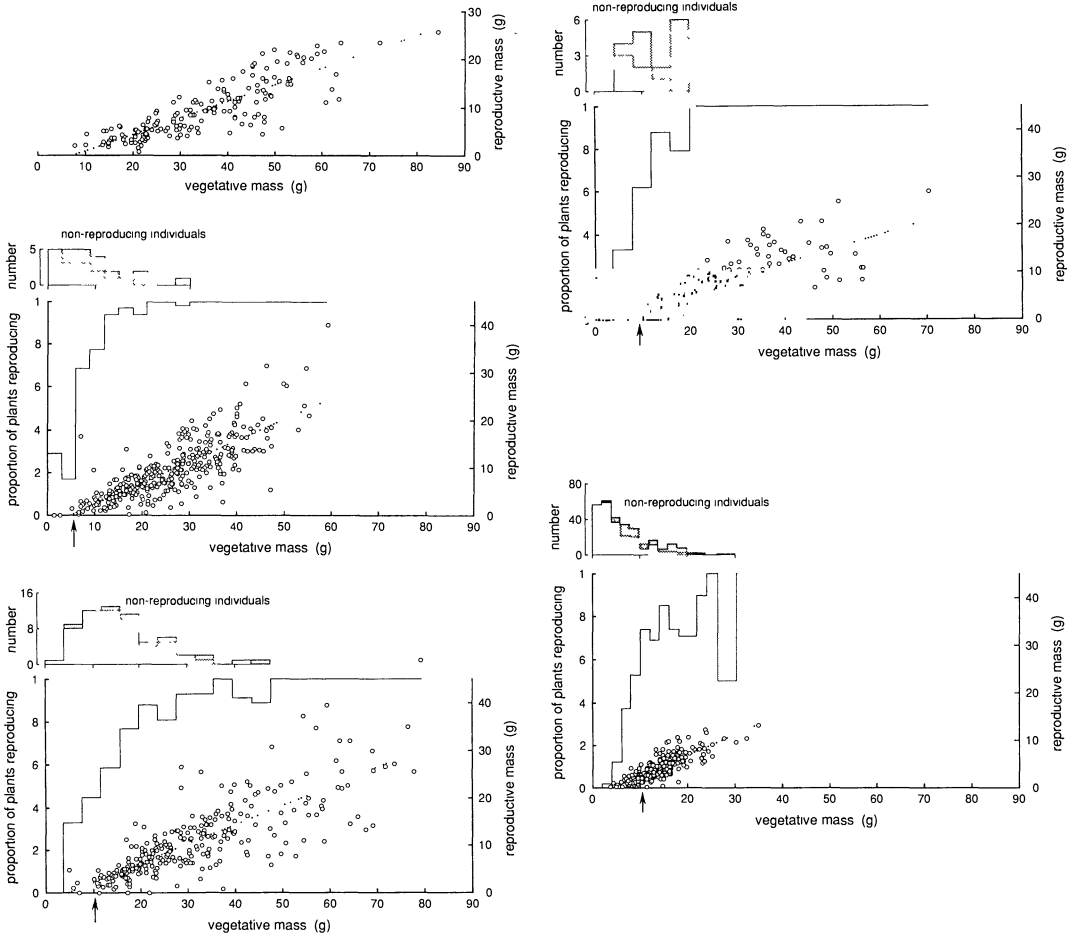 30
20
10
0
reproductive mass (g)
0 10 20 30 40 50 60 70 80 90
vegetative mass (g)
non-reproducing individuals
number
5
0
proportion of plants reproducing
1
8
6
4
2
0
40
30
20
10
0
reproductive mass (g)
0 10 20 30 40 50 60 70 80 90
vegetative mass (g)
non-reproducing individuals
number
16
8
0
proportion of plants reproducing
1
8
6
4
2
0
40
30
20
10
0
reproductive mass (g)
0 10 20 30 40 50 60 70 80 90
vegetative mass (g)
non-reproducing individuals
number
6
4
2
0
proportion of plants reproducing
1
8
6
4
40
30
20
10
0
reproductive mass (g)
0 10 20 30 40 50 60 70 80 90
vegetative mass (g)
non-reproducing individuals
number
80
40
0
proportion of plants reproducing
1
8
6
4
2
0
40
30
20
10
0
reproductive mass (g)
0 10 20 30 40 50 60 70 80 90
vegetative mass (g)